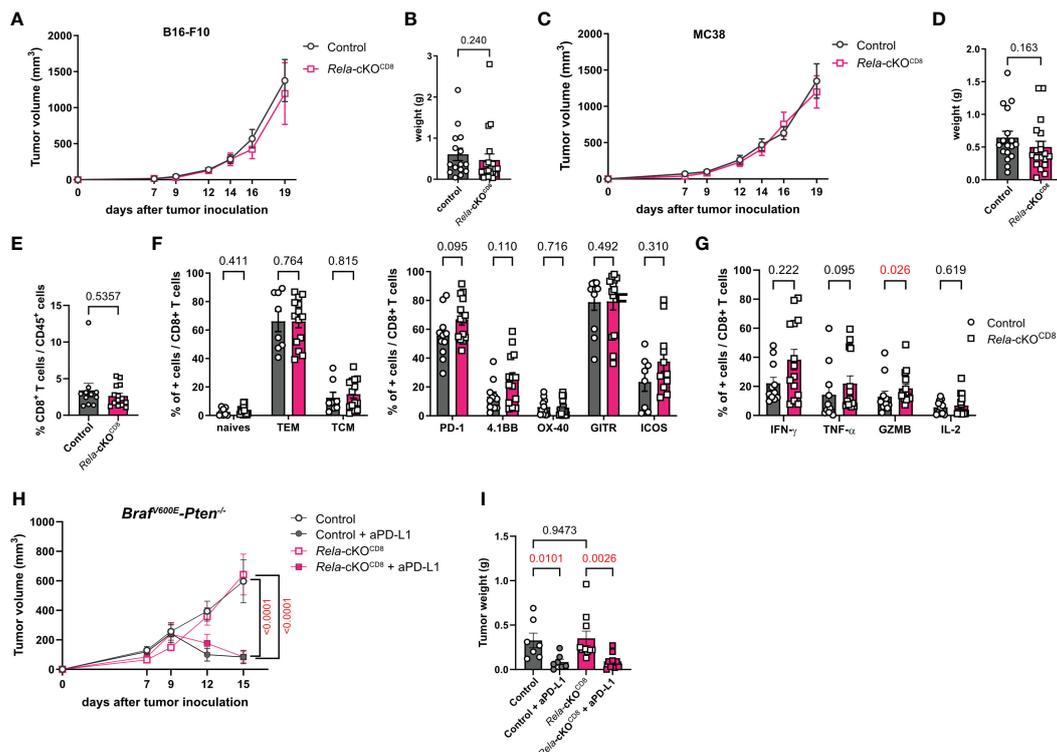 A
B16-F10
Tumor volume (mm³)
2000
1500
1000
500
0
0 7 9 12 14 16 19
days after tumor inoculation
Control
Rela-cKO^CD8
B
0.240
weight (g)
3
2
1
0
Control
Rela-cKO^CD8
C
MC38
Tumor volume (mm³)
2000
1500
1000
500
0
0 7 9 12 14 16 19
days after tumor inoculation
Control
Rela-cKO^CD8
D
0.163
weight (g)
2.0
1.5
1.0
0.5
0.0
Control
Rela-cKO^CD8
E
0.5357
% CD8⁺ T cells / CD45⁺ cells
15
10
5
0
Control
Rela-cKO^CD8
F
0.411 0.764 0.815
% of + cells / CD8+ T cells
100
80
60
40
20
0
naives TEM TCM
0.095 0.110 0.716 0.492 0.310
% of + cells / CD8+ T cells
100
80
60
40
20
0
PD-1 4.1BB OX-40 GITR ICOS
G
0.222 0.095 0.026 0.619
% of + cells / CD8+ T cells
100
80
60
40
20
0
IFN-γ TNF-α GZMB IL-2
Control
Rela-cKO^CD8
H
Braf^V600E-Pten^-/-
Tumor volume (mm³)
1000
800
600
400
200
0
0 7 9 12 15
days after tumor inoculation
Control
Control + aPD-L1
Rela-cKO^CD8
Rela-cKO^CD8 + aPD-L1
<0.0001
<0.0001
I
0.9473
0.0101 0.0026
Tumor weight (g)
1.5
1.0
0.5
0.0
Control
Control + aPD-L1
Rela-cKO^CD8
Rela-cKO^CD8 + aPD-L1